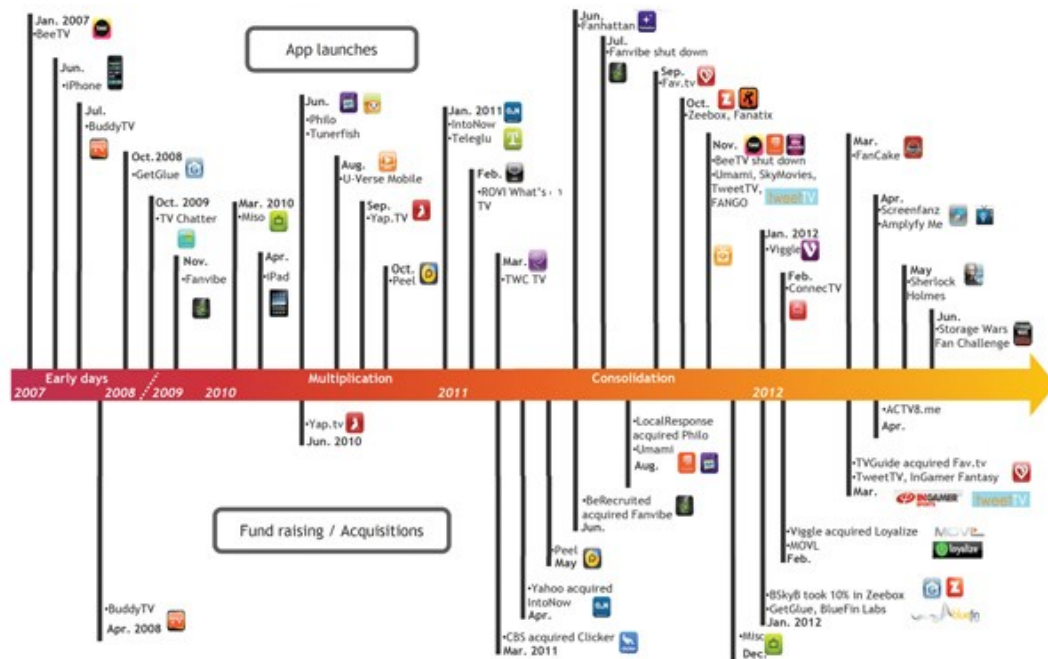 Jan. 2007
•BeeTV
Jun.
•iPhone
Jul.
•BuddyTV
Oct.2008
•GetGlue
Oct. 2009
•TV Chatter
Nov.
•Fanvibe
Mar. 2010
•Miso
Apr.
•iPad
App launches
Jun.
•Philo
•Tunerfish
Aug.
•U-Verse Mobile
Sep.
•Yap.TV
Oct.
•Peel
Jan. 2011
•IntoNow
•Teleglu
Feb.
•ROVI What's
TV
Mar.
•TWC TV
Jun.
•Fanhattan
Jul.
•Fanvibe shut down
Sep.
•Fav.tv
Oct.
•Zeebox, Fanatix
Nov.
•BeeTV shut down
•Umami, SkyMovies,
TweetTV,
FANGO
tweetTV
Jan. 2012
•Viggle
Feb.
•ConnecTV
Mar.
•FanCake
Apr.
•Screenfanz
•Amplyfy Me
May
•Sherlock
Holmes
Jun.
•Storage Wars
Fan Challenge
Early days
Multiplication
Consolidation
2007
2008
2009
2010
2011
2012
•BuddyTV
Apr. 2008
•Yap.tv
Jun. 2010
Fund raising / Acquisitions
•CBS acquired Clicker
Mar. 2011
•Yahoo acquired
IntoNow
Apr.
•Peel
May
•BeRecruited
acquired Fanvibe
Jun.
•LocalResponse
acquired Philo
•Umami
Aug.
•Misc
Dec.
•BSkyB took 10% in Zeebox
•GetGlue, BlueFin Labs
Jan. 2012
•Viggle acquired Loyalize
•MOVL
Feb.
MOVL
loyalize
•TVGuide acquired Fav.tv
•TweetTV, InGamer Fantasy
Mar.
INGAMER
SPORTS
tweetTV
•ACTV8.me
Apr.